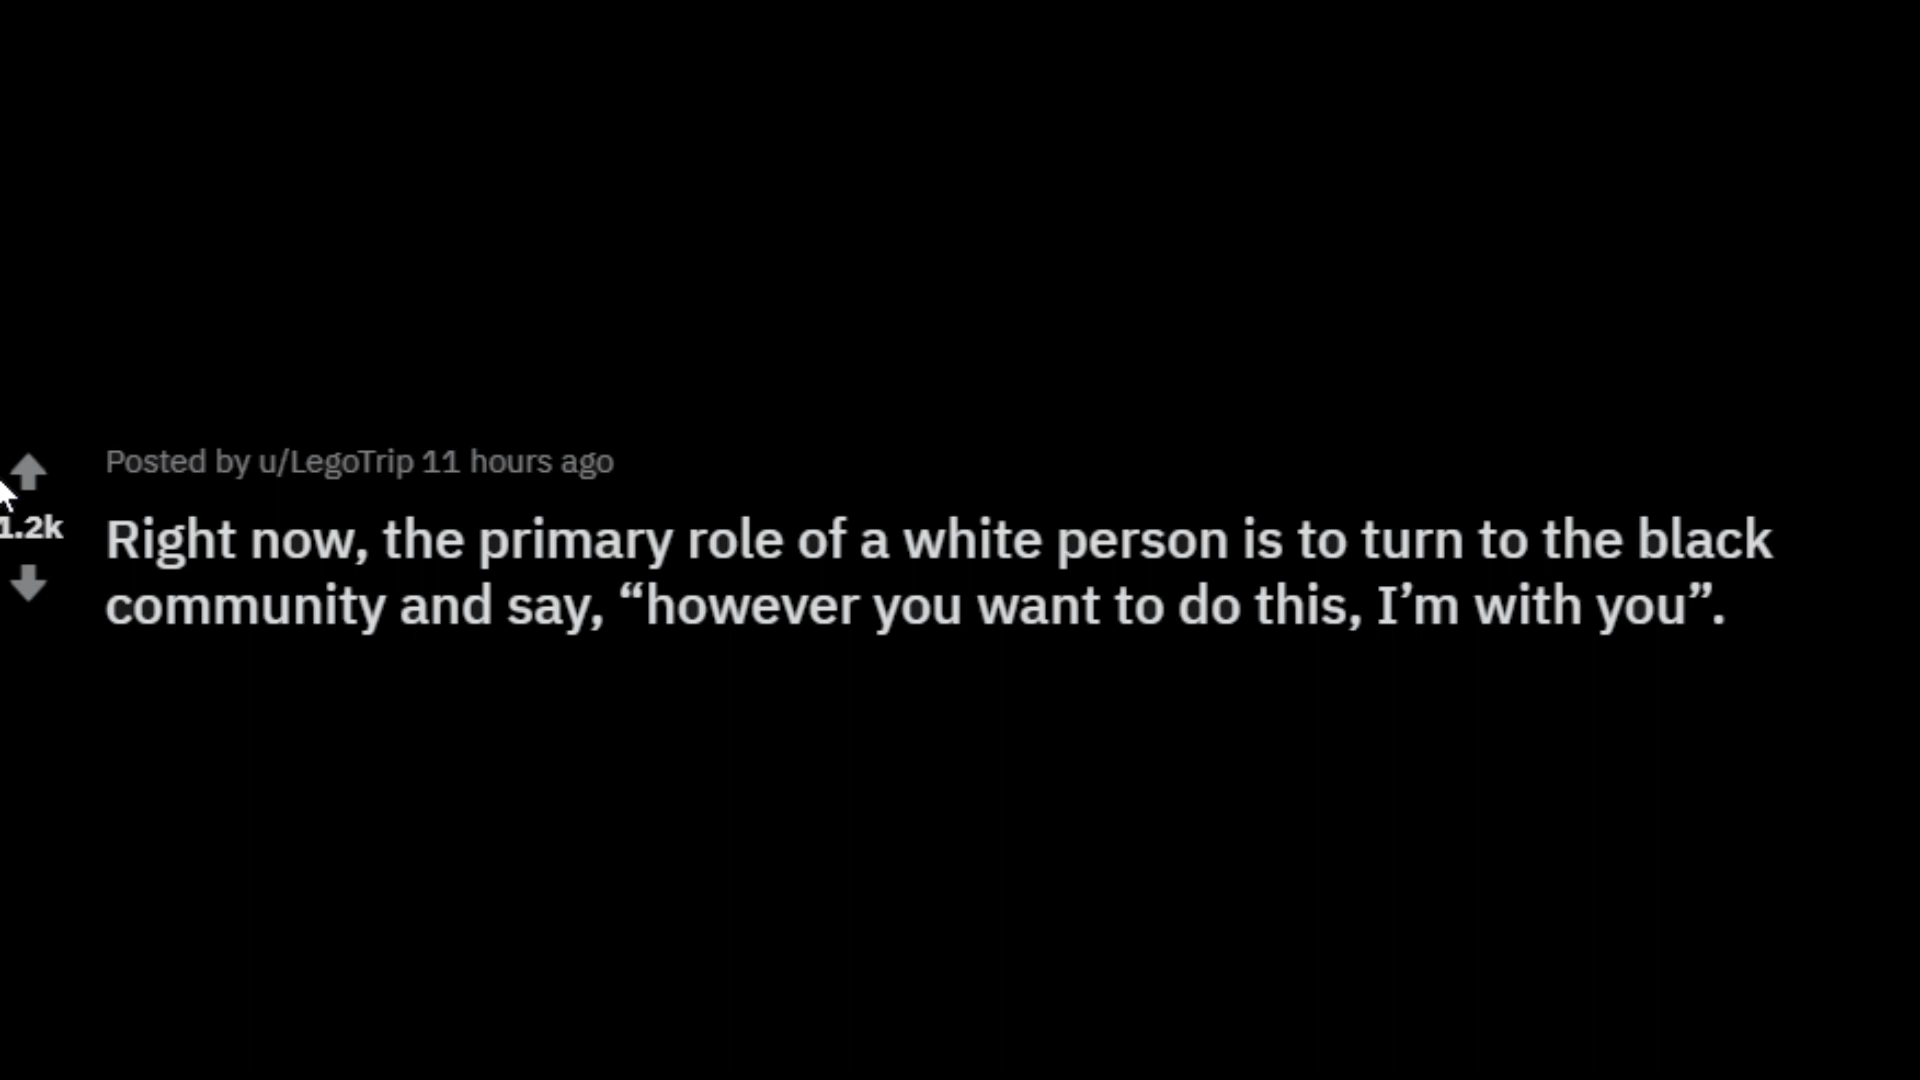 Posted by u/LegoTrip 11 hours ago
1.2k
Right now, the primary role of a white person is to turn to the black
community and say, “however you want to do this, I’m with you”.